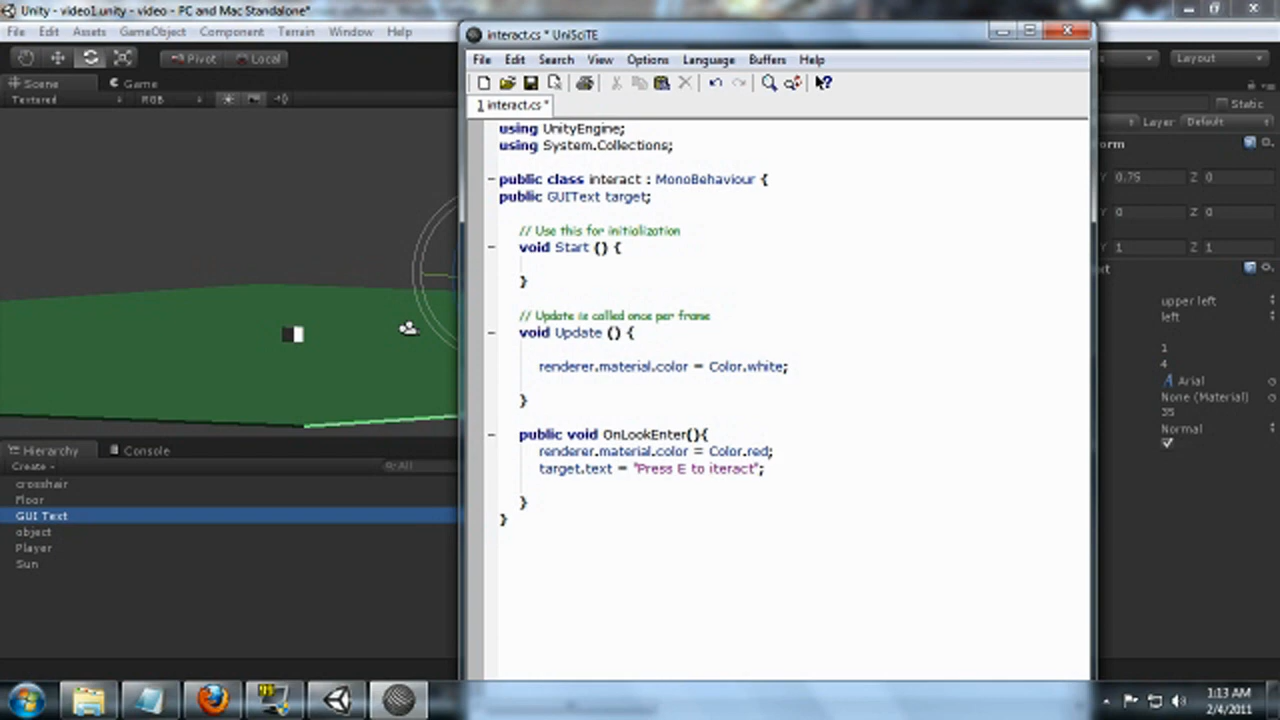 Unity - video1.unity - video - PC and Mac Standalone*
File Edit Assets GameObject Component Terrain Window Help
Pivot Local
Layout
Scene Game
Textured RGB
interact.cs * UniSciTE
File Edit Search View Options Language Buffers Help
1 interact.cs *
using UnityEngine;
using System.Collections;
public class interact : MonoBehaviour {
public GUIText target;
// Use this for initialization
void Start () {
}
// Update is called once per frame
void Update () {
renderer.material.color = Color.white;
}
public void OnLookEnter(){
renderer.material.color = Color.red;
target.text = "Press E to iteract";
}
}
Static
Layer Default
orm
Y 0.75 Z 0
Y 0 Z 0
Y 1 Z 1
upper left
left
1
4
Arial
None (Material)
35
Normal
Hierarchy Console
Create All
crosshair
Floor
GUI Text
object
Player
Sun
1:13 AM
2/4/2011